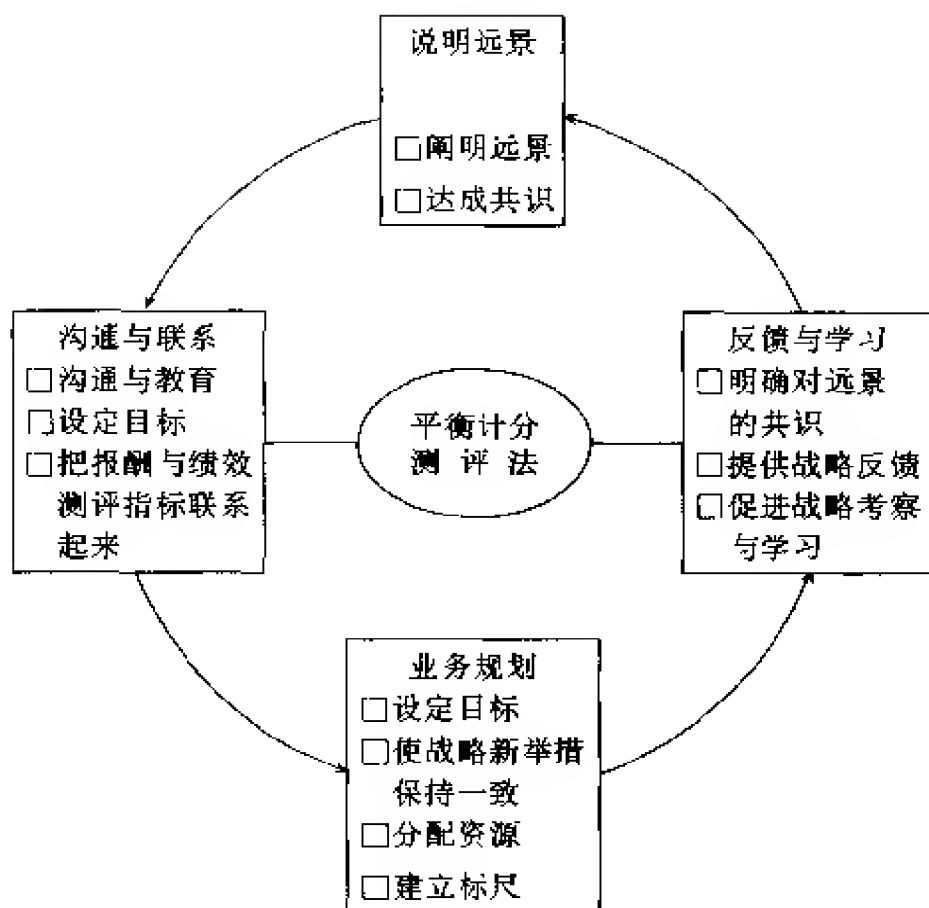 说明远景
□阐明远景
□达成共识
沟通与联系
□沟通与教育
□设定目标
□把报酬与绩效
测评指标联系
起来
平衡计分
测评法
反馈与学习
□明确对远景
的共识
□提供战略反馈
□促进战略考察
与学习
业务规划
□设定目标
□使战略新举措
保持一致
□分配资源
□建立标尺